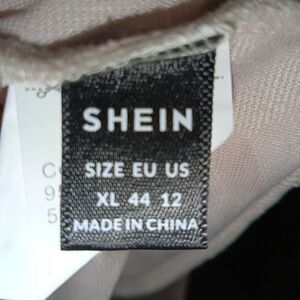 SHEIN
SIZE EU US
XL 44 12
MADE IN CHINA